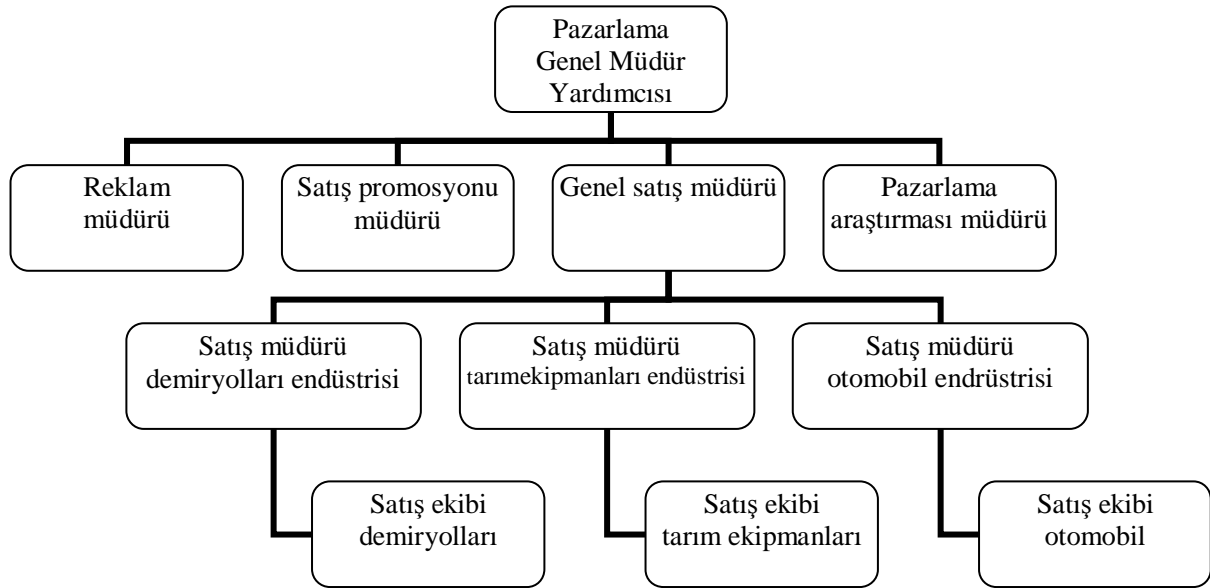 Pazarlama
Genel Müdür
Yardımcısı
Reklam
müdürü
Satış promosyonu
müdürü
Genel satış müdürü
Pazarlama
araştırması müdürü
Satış müdürü
demiryolları endüstrisi
Satış müdürü
tarımekipmanları endüstrisi
Satış müdürü
otomobil endrüstrisi
Satış ekibi
demiryolları
Satış ekibi
tarım ekipmanları
Satış ekibi
otomobil